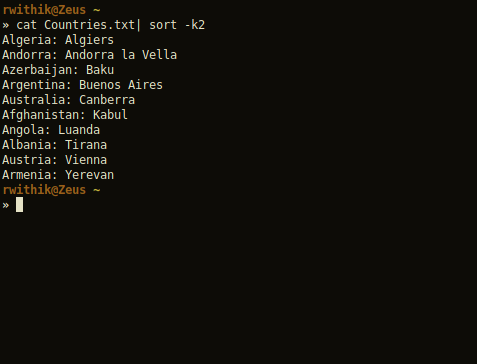 rwithik@Zeus ~
» cat Countries.txt| sort -k2
Algeria: Algiers
Andorra: Andorra la Vella
Azerbaijan: Baku
Argentina: Buenos Aires
Australia: Canberra
Afghanistan: Kabul
Angola: Luanda
Albania: Tirana
Austria: Vienna
Armenia: Yerevan
rwithik@Zeus ~
»